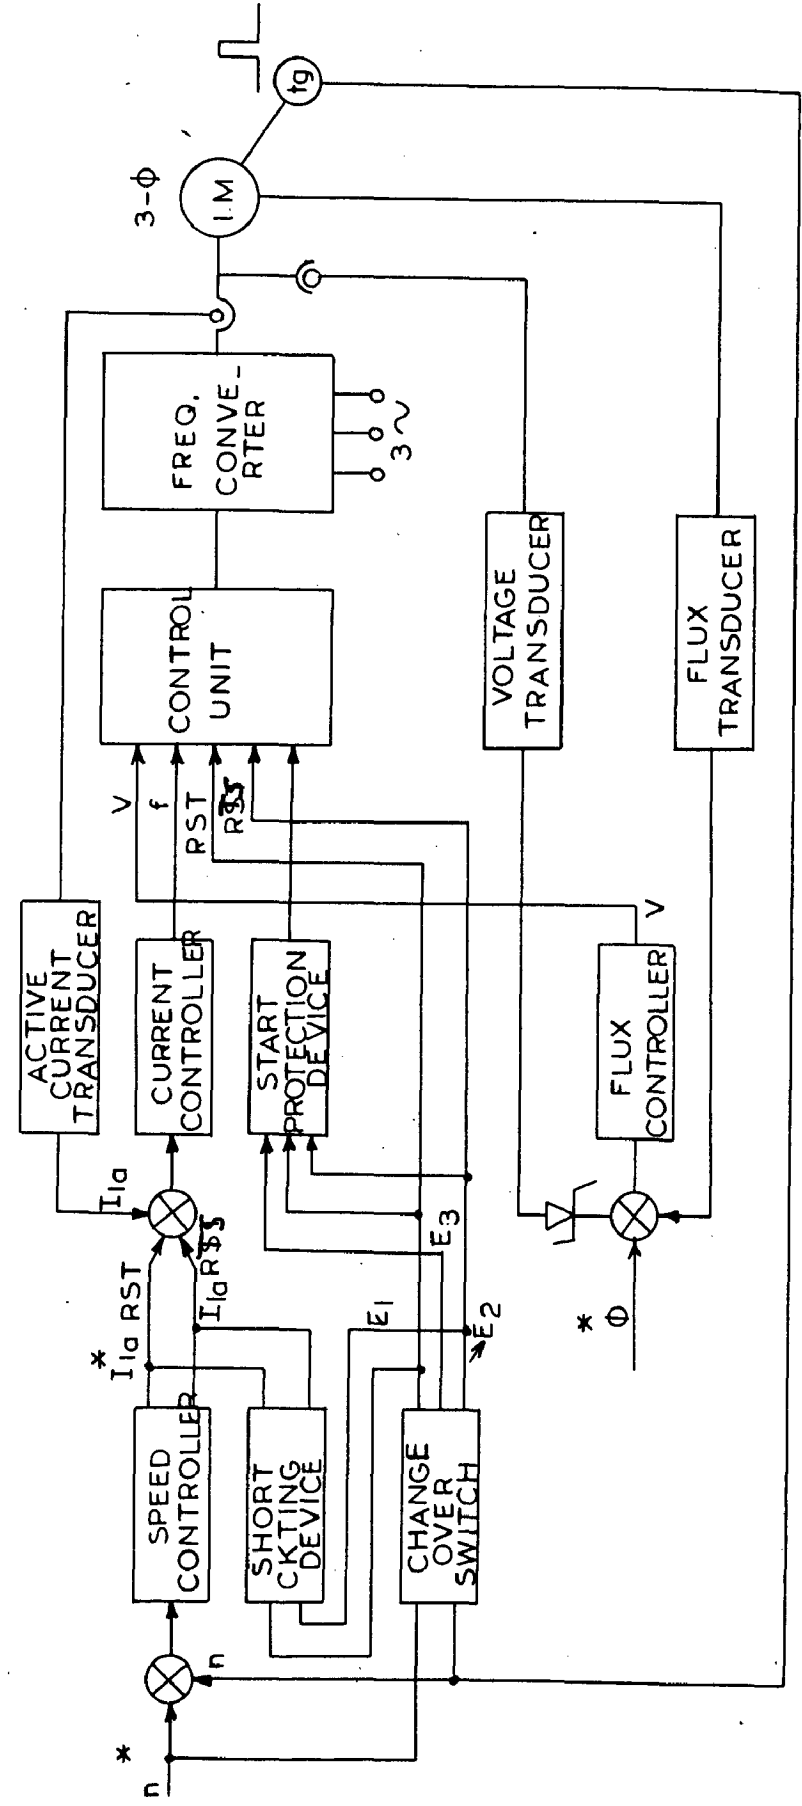 n*
n
SPEED
CONTROLLER
SHORT
CKTING
DEVICE
CHANGE
OVER
SWITCH
I1a RST*
I1a
E1
E2
E3
I1a
ACTIVE
CURRENT
TRANSDUCER
CURRENT
CONTROLLER
START
PROTECTION
DEVICE
Φ*
FLUX
CONTROLLER
V
V
f
RST
CONTROL
UNIT
VOLTAGE
TRANSDUCER
FLUX
TRANSDUCER
FREQ.
CONVE-
RTER
3~
3-Φ
I.M
tg